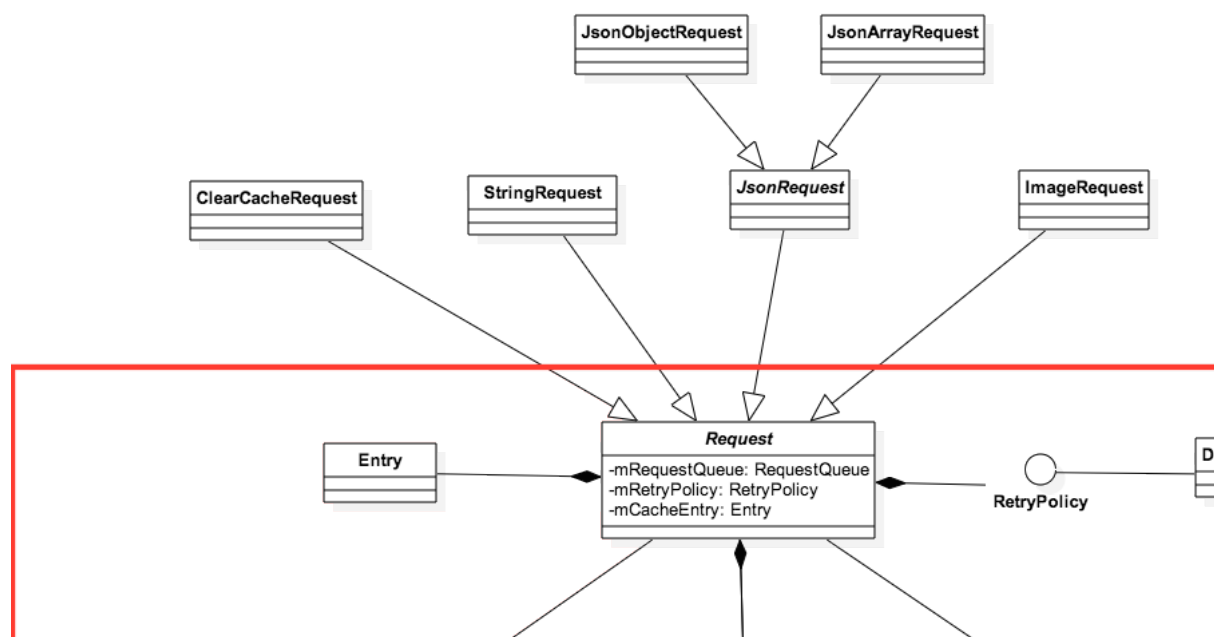 JsonObjectRequest
JsonArrayRequest
ClearCacheRequest
StringRequest
JsonRequest
ImageRequest
Entry
Request
-mRequestQueue: RequestQueue
-mRetryPolicy: RetryPolicy
-mCacheEntry: Entry
RetryPolicy
D